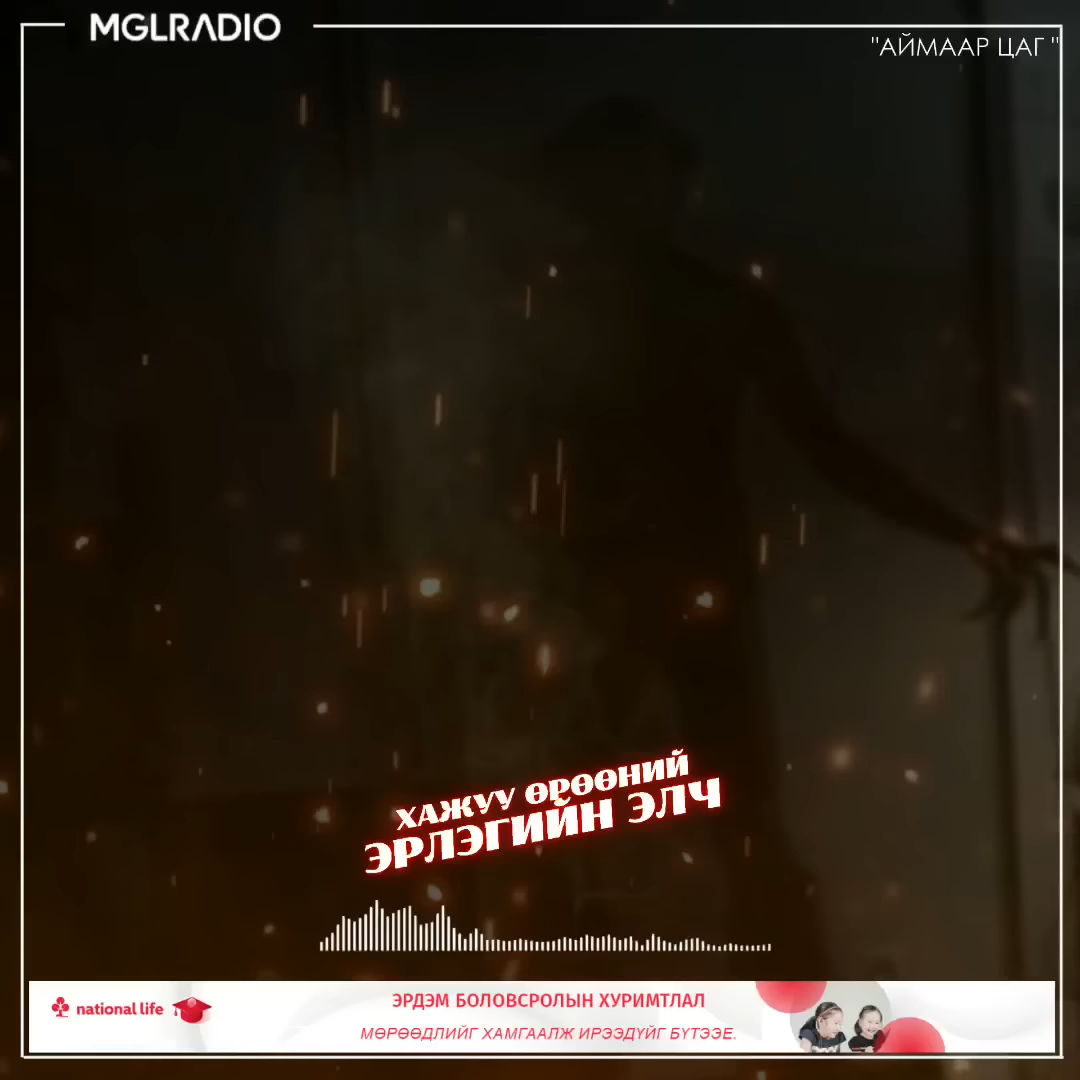 MGLRADIO
"АЙМААР ЦАГ "
ХАЖУУ ӨРӨӨНИЙ
ЭРЛЭГИЙН ЭЛЧ
national life
ЭРДЭМ БОЛОВСРОЛЫН ХУРИМТЛАЛ
МӨРӨӨДЛИЙГ ХАМГААЛЖ ИРЭЭДҮЙГ БҮТЭЭЕ.